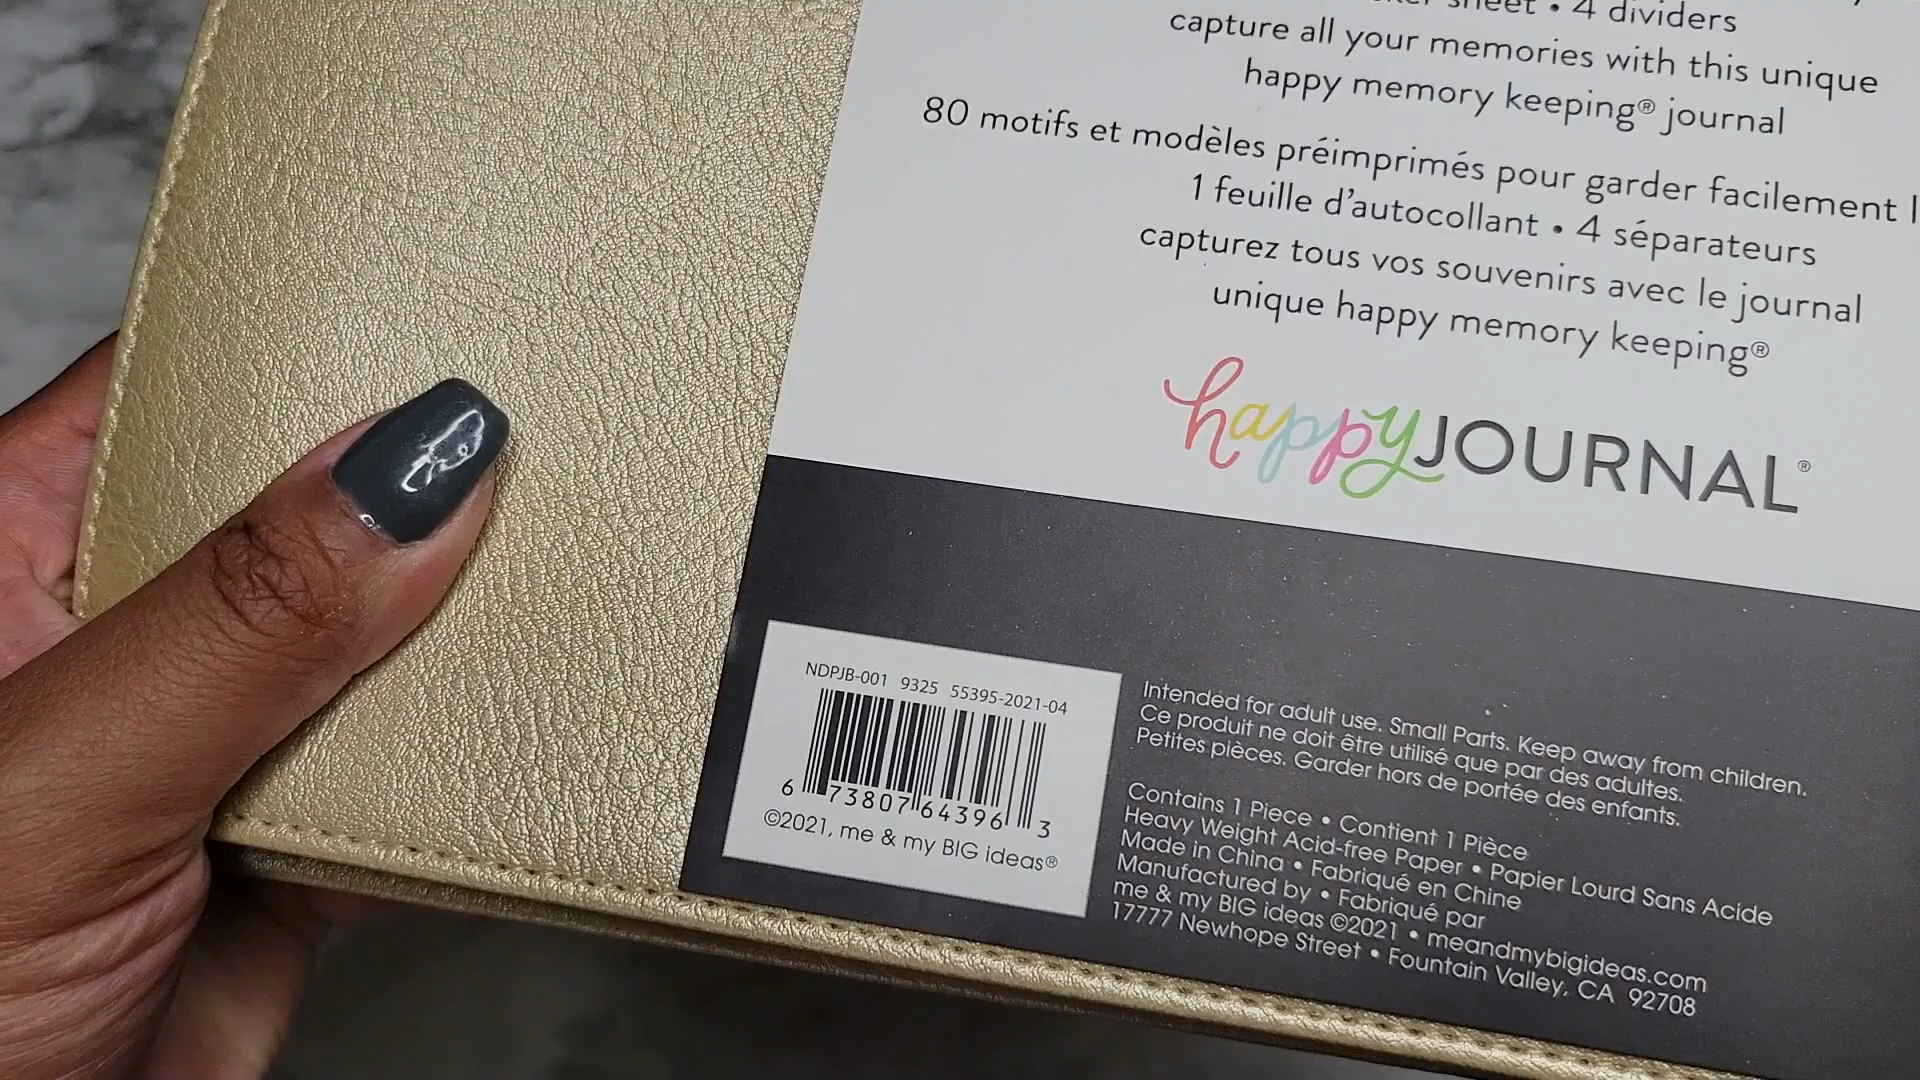 sheet • 4 dividers
capture all your memories with this unique
happy memory keeping® journal
80 motifs et modèles préimprimés pour garder facilement
1 feuille d'autocollant • 4 séparateurs
capturez tous vos souvenirs avec le journal
unique happy memory keeping®
happy JOURNAL®
NDPJB-001 9325 55395-2021-04
6 73807 64396 3
©2021, me & my BIG ideas®
Intended for adult use. Small Parts. Keep away from children.
Ce produit ne doit être utilisé que par des adultes.
Petites pièces. Garder hors de portée des enfants.
Contains 1 Piece • Contient 1 Pièce
Heavy Weight Acid-free Paper • Papier Lourd Sans Acide
Made in China • Fabriqué en Chine
Manufactured by • Fabriqué par
me & my BIG ideas ©2021 • meandmybigideas.com
17777 Newhope Street • Fountain Valley, CA 92708